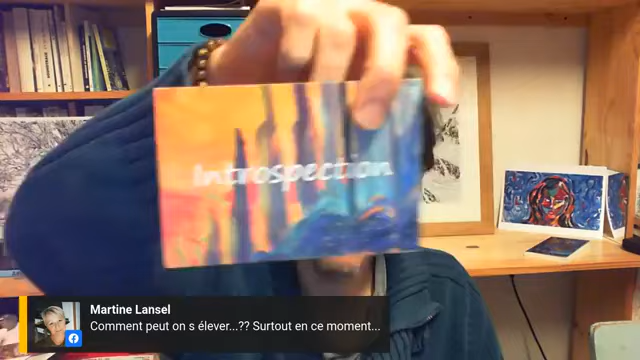 Introspection
Martine Lansel
Comment peut on s élever...?? Surtout en ce moment...